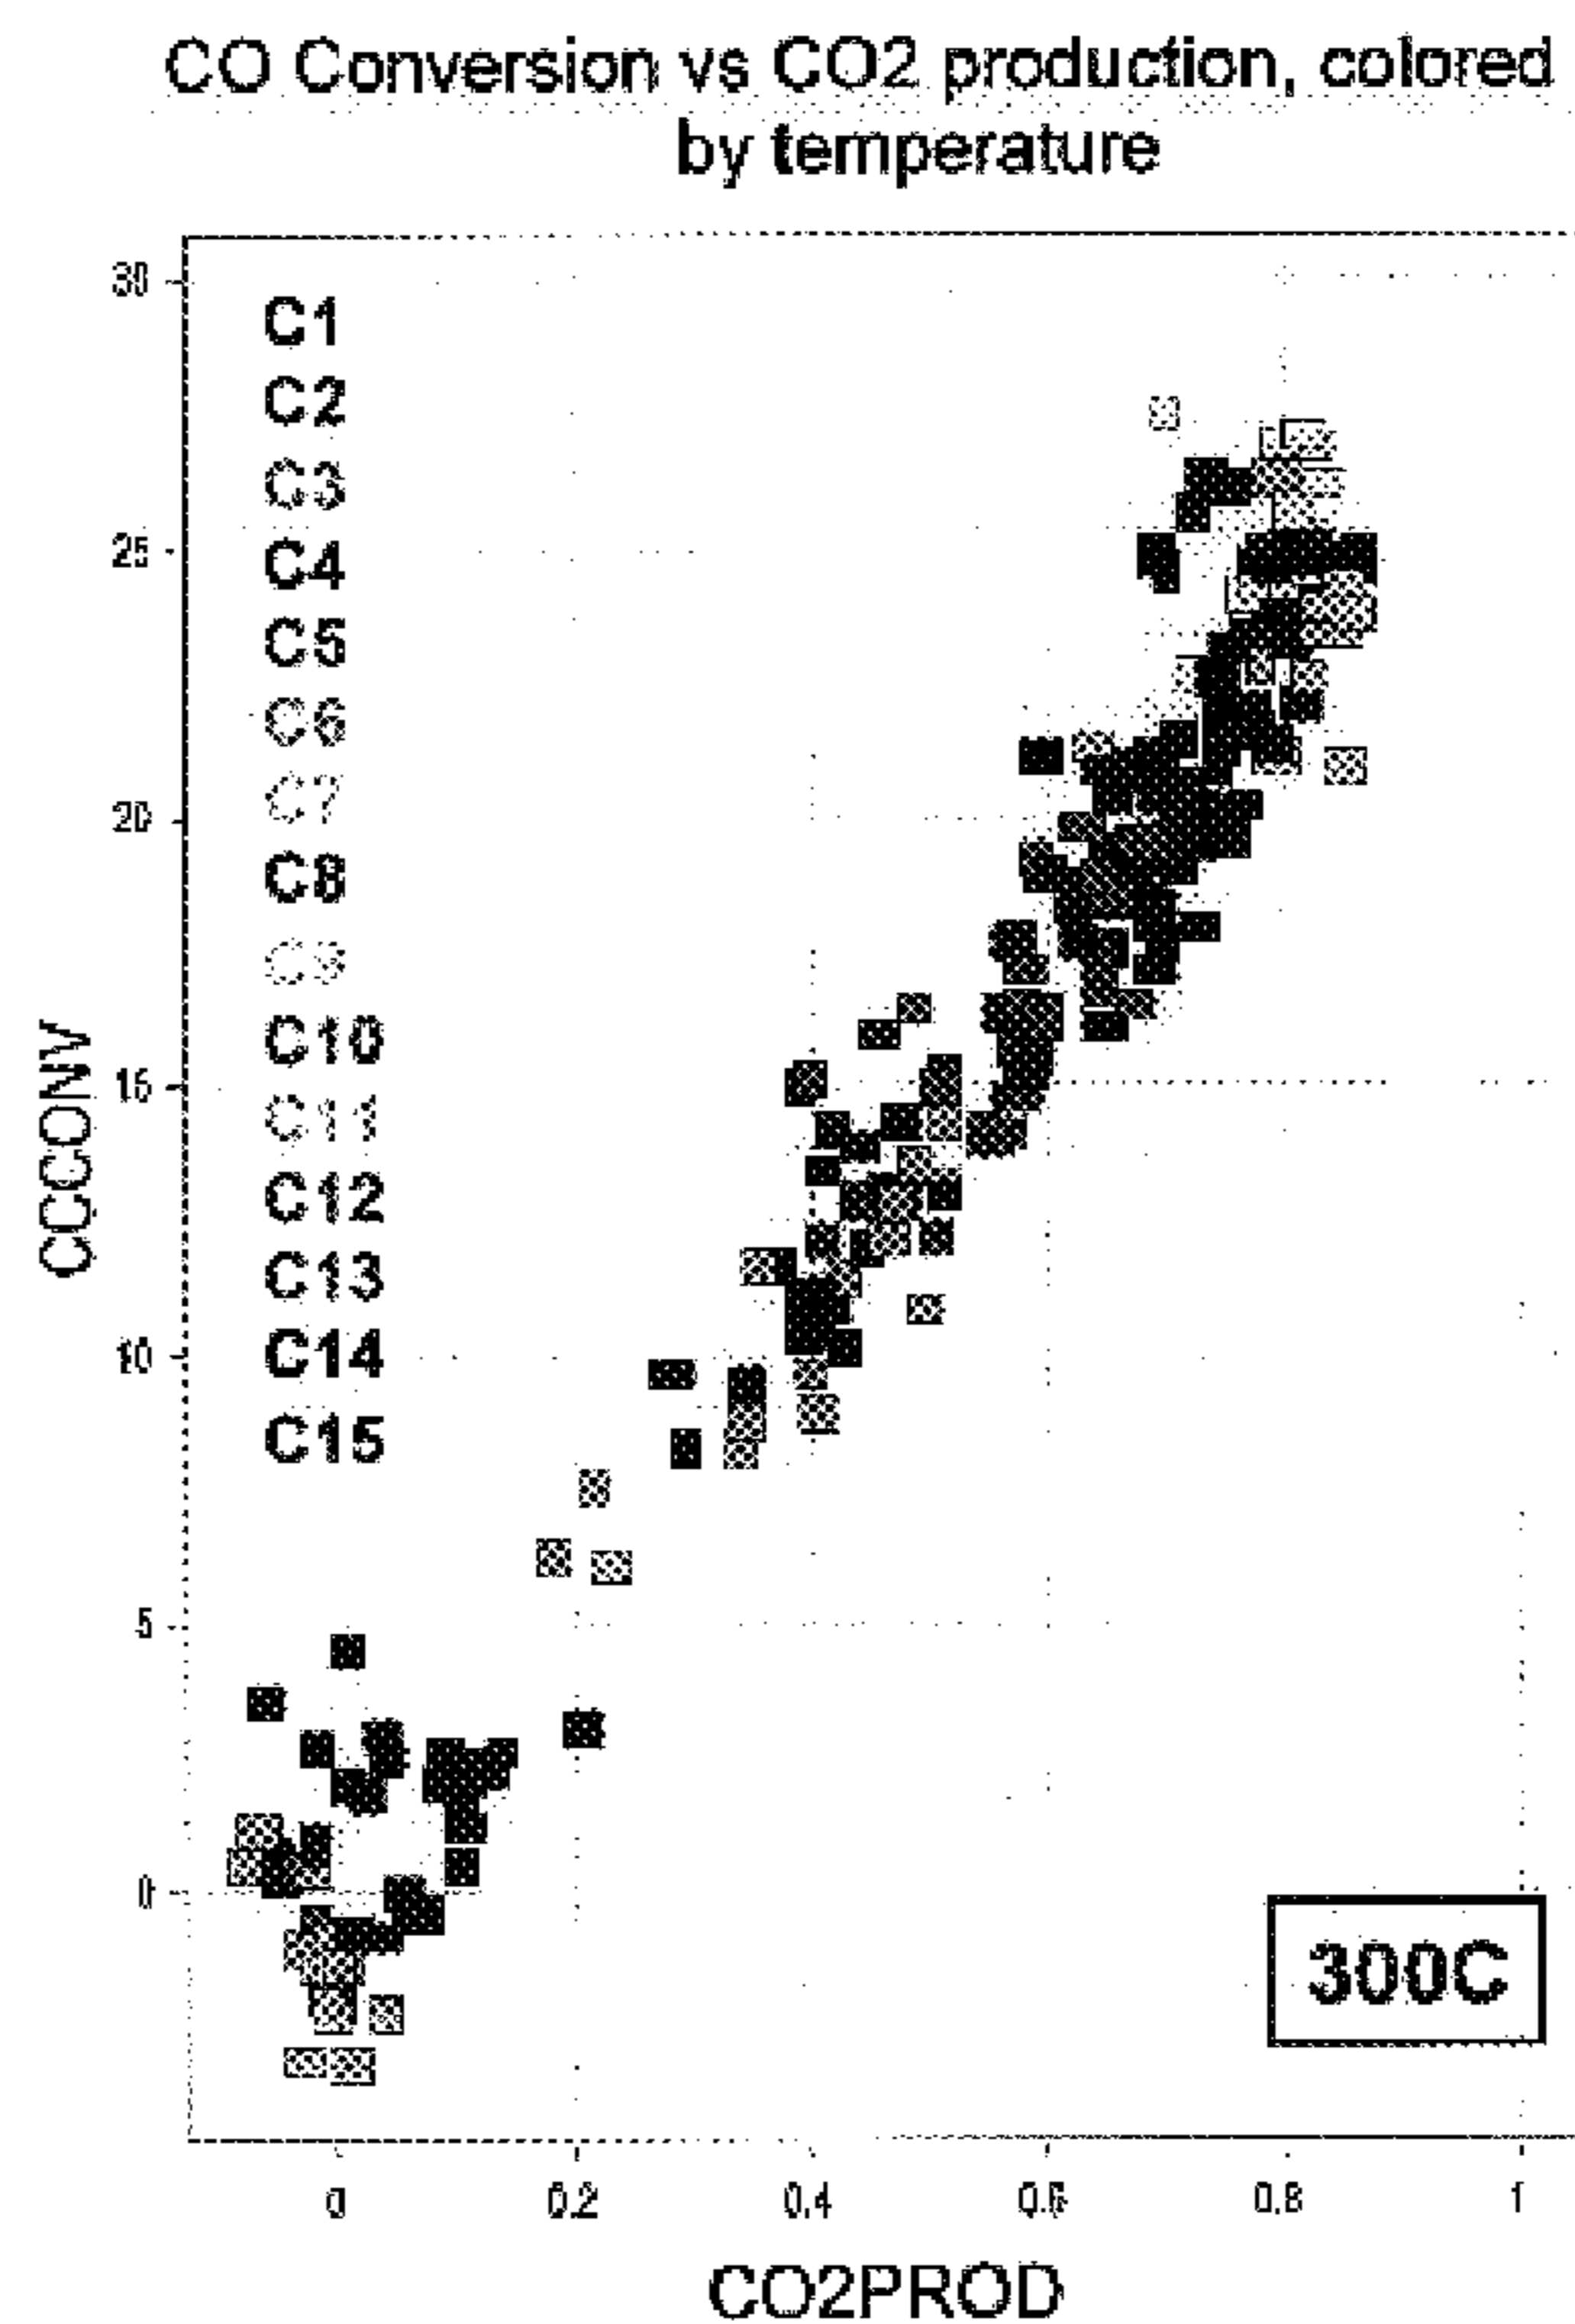 CO Conversion vs CO2 production, colored
by temperature
30
C1
C2
C3
C4
25
C5
C6
C7
20
C8
C9
C10
15
C11
C12
C13
10
C14
C15
5
0
CCCONV
300C
0
0.2
0.4
0.6
0.8
1
CO2PROD